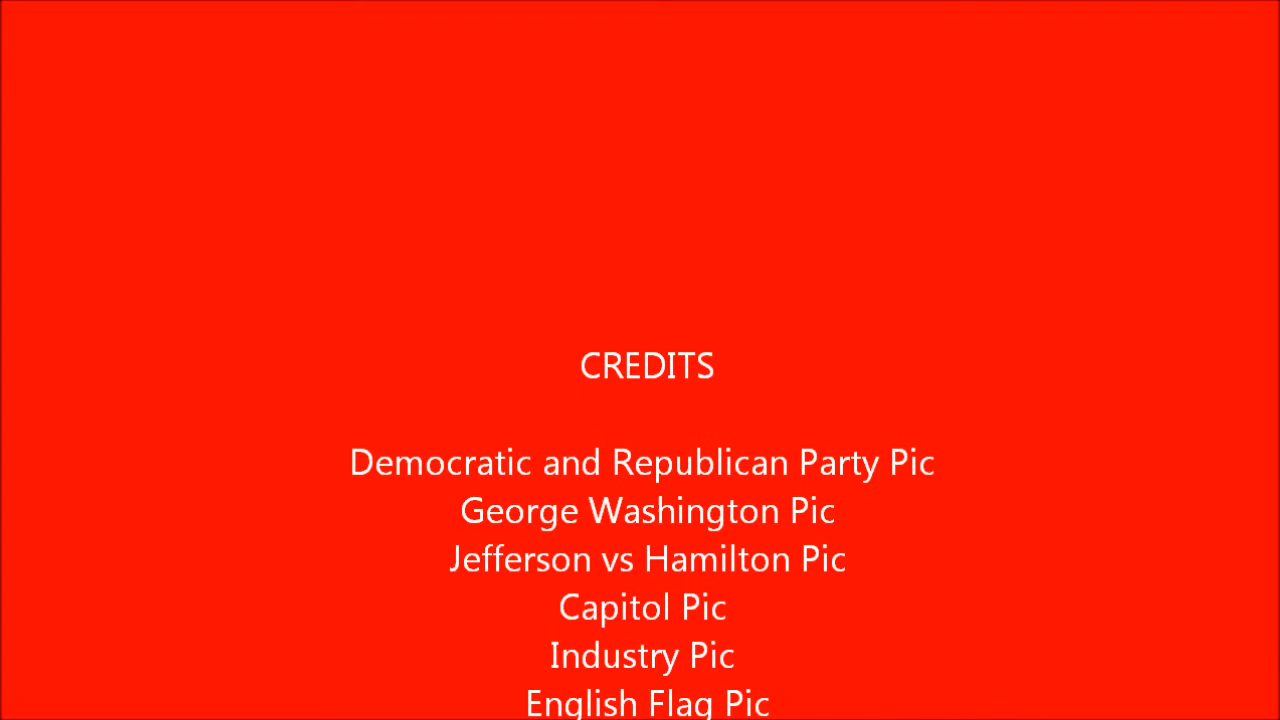 CREDITS
Democratic and Republican Party Pic
George Washington Pic
Jefferson vs Hamilton Pic
Capitol Pic
Industry Pic
English Flag Pic